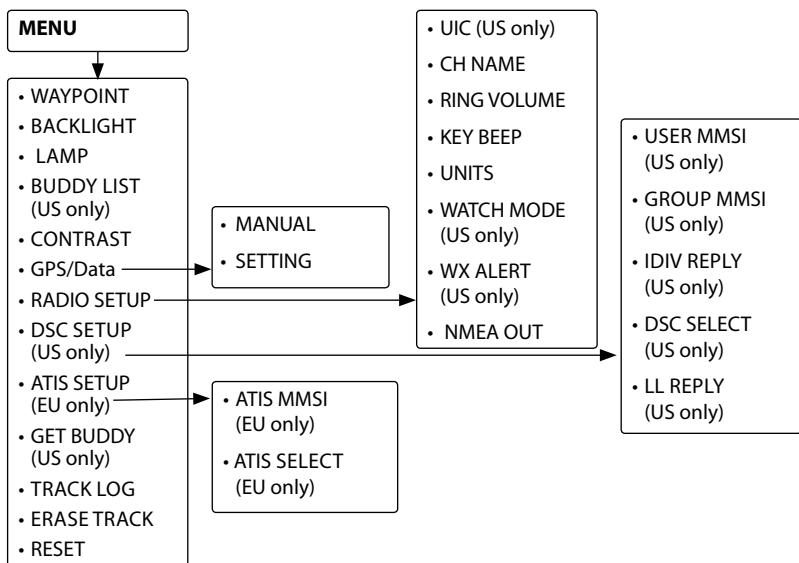 MENU
• WAYPOINT
• BACKLIGHT
• LAMP
• BUDDY LIST
(US only)
• CONTRAST
• GPS/Data
• RADIO SETUP
• DSC SETUP
(US only)
• ATIS SETUP
(EU only)
• GET BUDDY
(US only)
• TRACK LOG
• ERASE TRACK
• RESET
• MANUAL
• SETTING
• ATIS MMSI
(EU only)
• ATIS SELECT
(EU only)
• UIC (US only)
• CH NAME
• RING VOLUME
• KEY BEEP
• UNITS
• WATCH MODE
(US only)
• WX ALERT
(US only)
• NMEA OUT
• USER MMSI
(US only)
• GROUP MMSI
(US only)
• IDIV REPLY
(US only)
• DSC SELECT
(US only)
• LL REPLY
(US only)